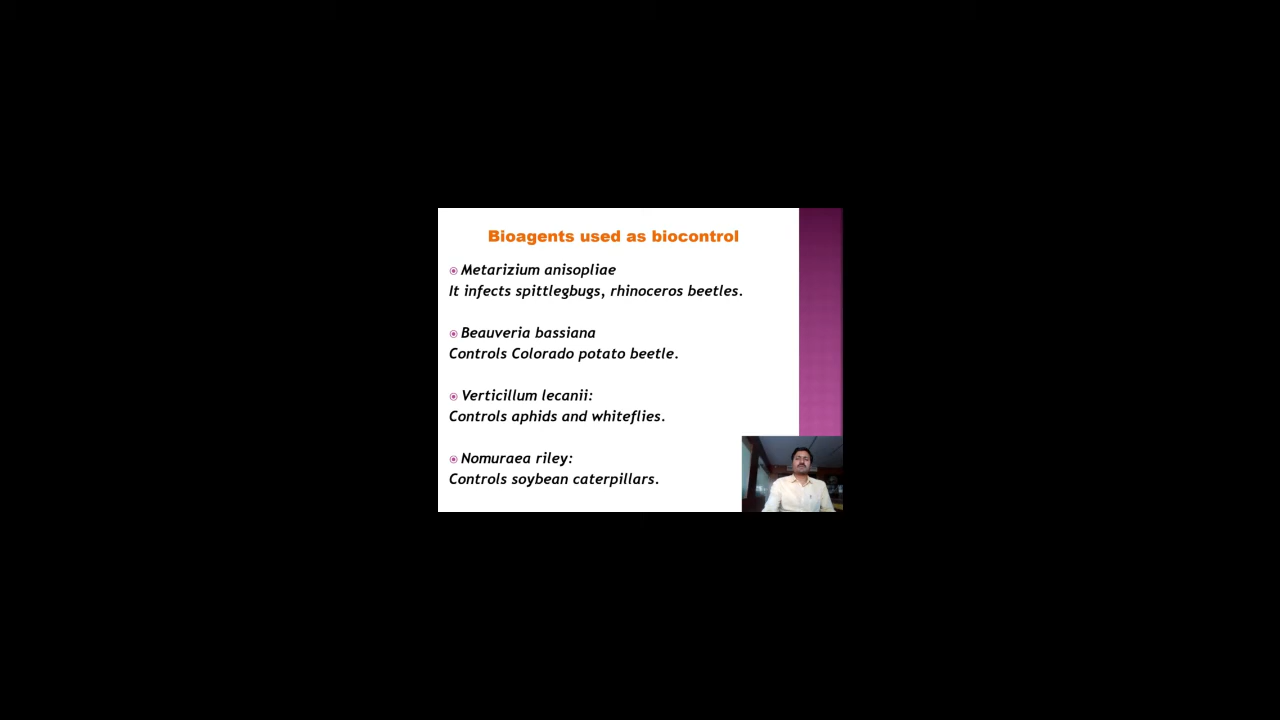 Bioagents used as biocontrol
Metarizium anisopliae
It infects spittlegbugs, rhinoceros beetles.
Beauveria bassiana
Controls Colorado potato beetle.
Verticillum lecanii:
Controls aphids and whiteflies.
Nomuraea riley:
Controls soybean caterpillars.